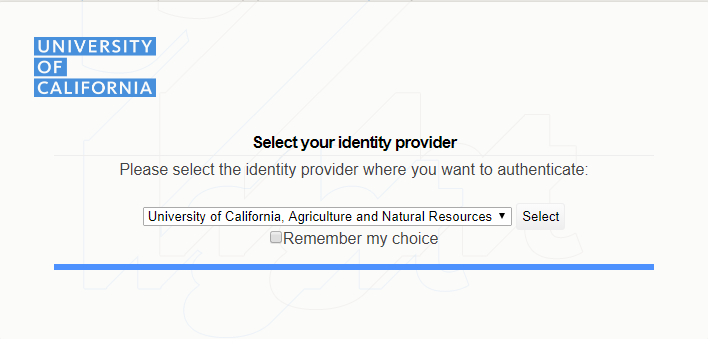 UNIVERSITY
OF
CALIFORNIA
Select your identity provider
Please select the identity provider where you want to authenticate:
University of California, Agriculture and Natural Resources ▼ Select
Remember my choice